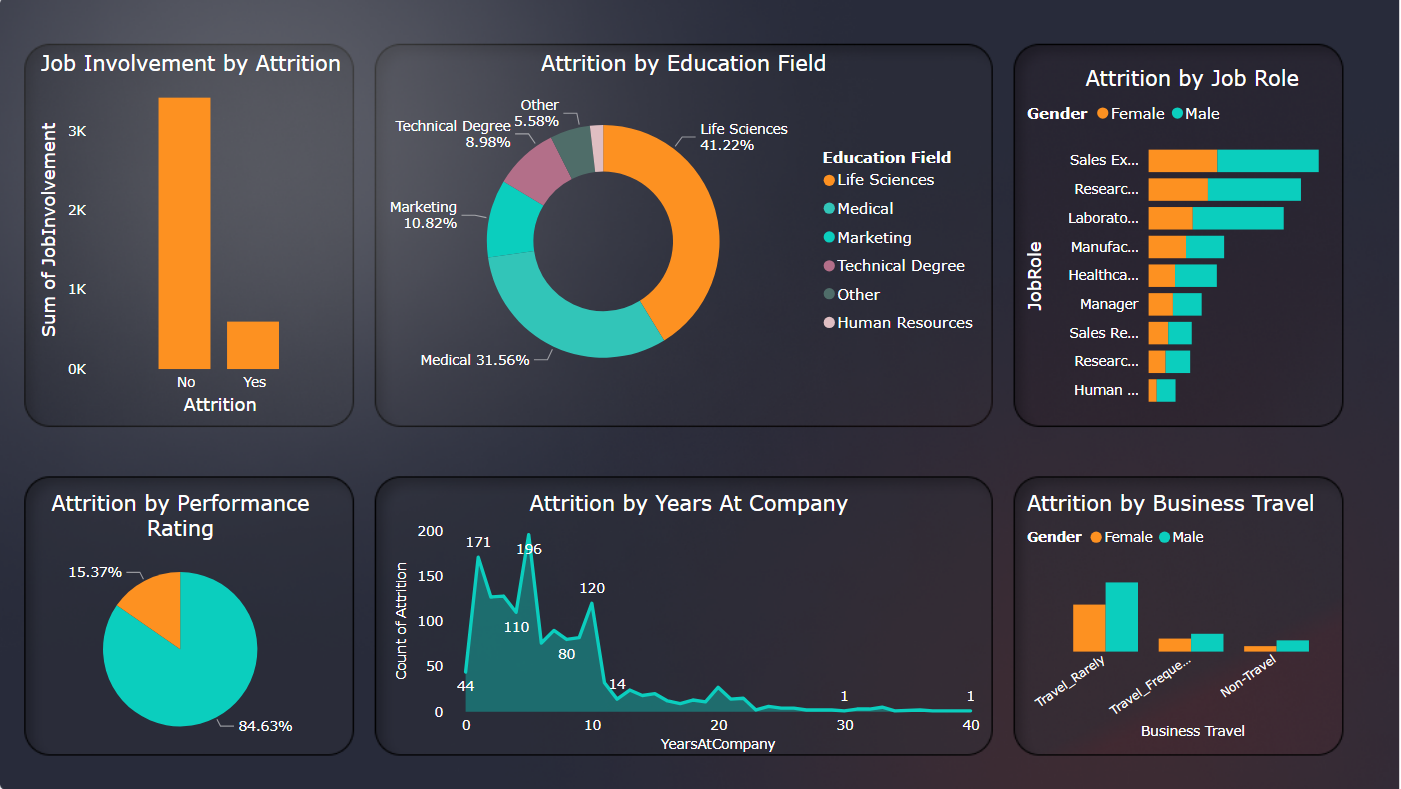 Job Involvement by Attrition
Sum of JobInvolvement
3K
2K
1K
0K
No
Yes
Attrition
Attrition by Education Field
Other
5.58%
Technical Degree
8.98%
Marketing
10.82%
Medical 31.56%
Life Sciences
41.22%
Education Field
Life Sciences
Medical
Marketing
Technical Degree
Other
Human Resources
Attrition by Job Role
Gender Female Male
JobRole
Sales Ex...
Researc...
Laborato...
Manufac...
Healthca...
Manager
Sales Re...
Researc...
Human ...
Attrition by Performance
Rating
15.37%
84.63%
Attrition by Years At Company
Count of Attrition
200
150
100
50
0
171
196
110
120
80
44
14
1
1
0
10
20
30
40
YearsAtCompany
Attrition by Business Travel
Gender Female Male
Travel_Rarely
Travel_Freque...
Non-Travel
Business Travel